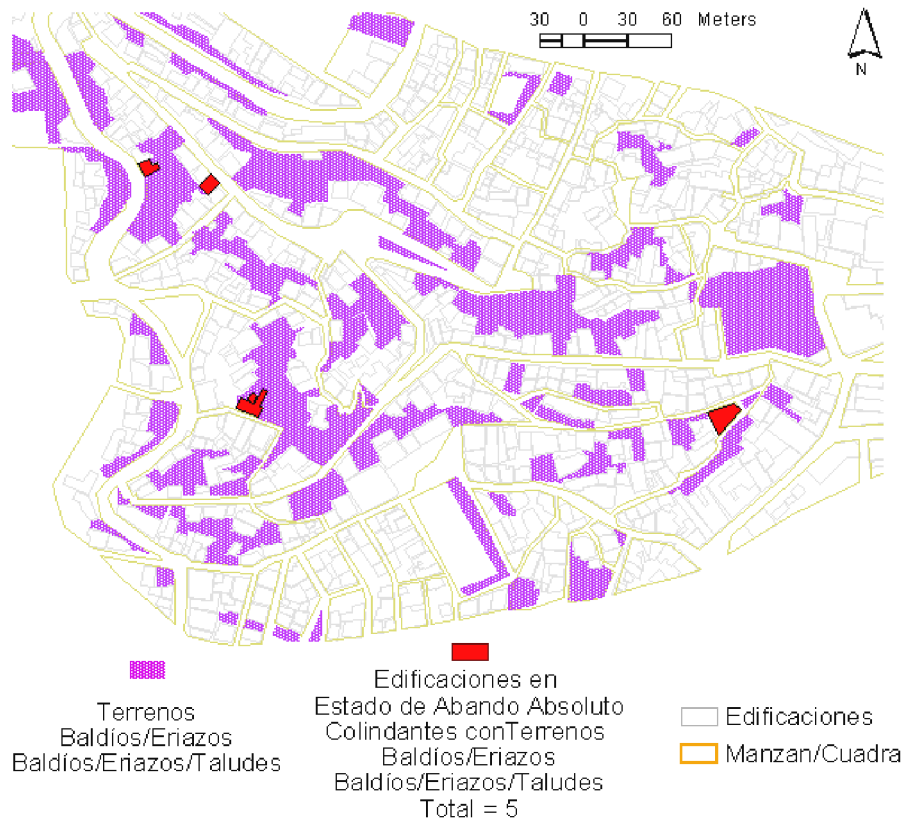 30 0 30 60 Meters
N
Terrenos
Baldíos/Eriazos
Baldíos/Eriazos/Taludes
Edificaciones en
Estado de Abando Absoluto
Colindantes conTerrenos
Baldíos/Eriazos
Baldíos/Eriazos/Taludes
Total = 5
Edificaciones
Manzan/Cuadra